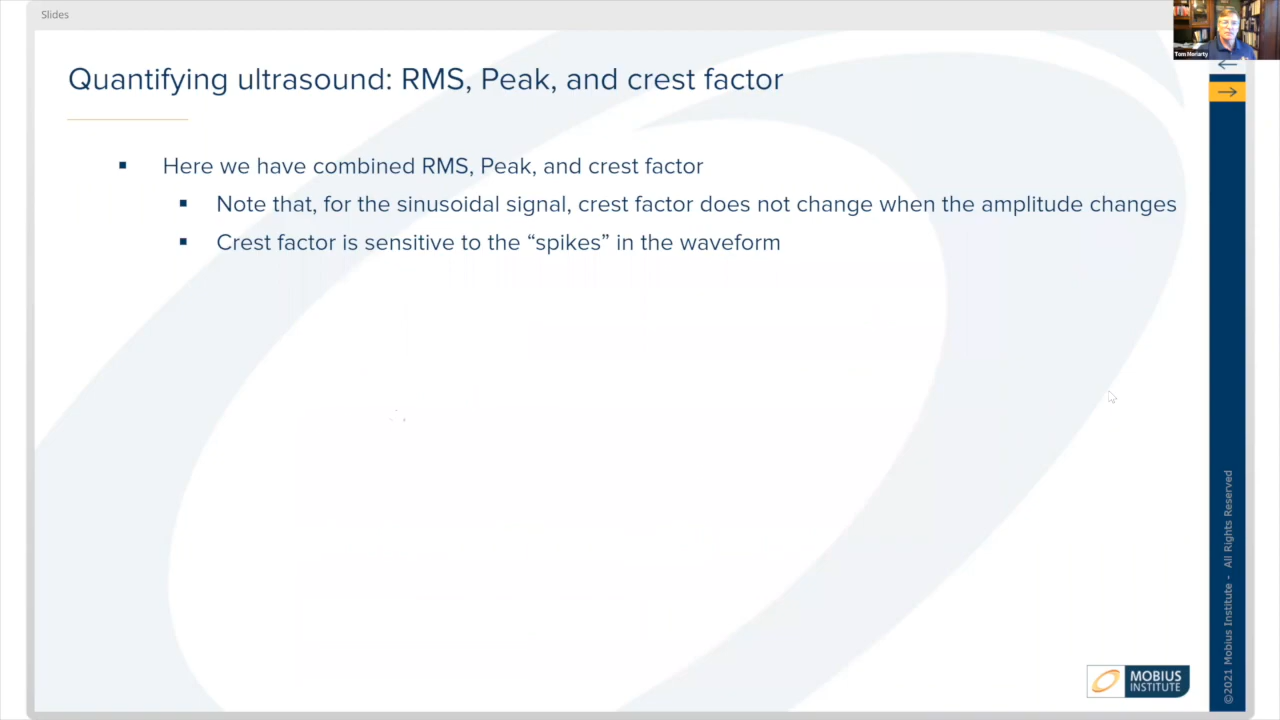 Slides
Tom Moriarty
Quantifying ultrasound: RMS, Peak, and crest factor
Here we have combined RMS, Peak, and crest factor
Note that, for the sinusoidal signal, crest factor does not change when the amplitude changes
Crest factor is sensitive to the “spikes” in the waveform
©2021 Mobius Institute - All Rights Reserved
MOBIUS
INSTITUTE